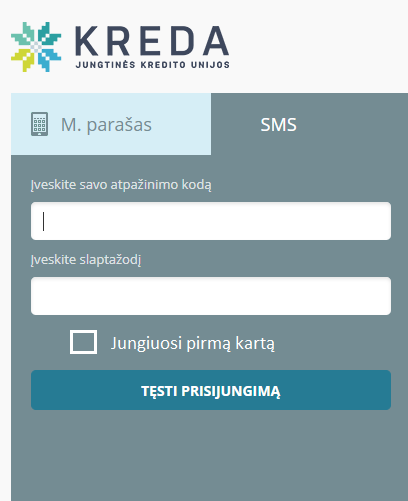 KREDA
JUNGTINĖS KREDITO UNIJOS
M. parašas
SMS
Įveskite savo atpažinimo kodą
Įveskite slaptažodį
Jungiuosi pirmą kartą
TĘSTI PRISIJUNGIMĄ